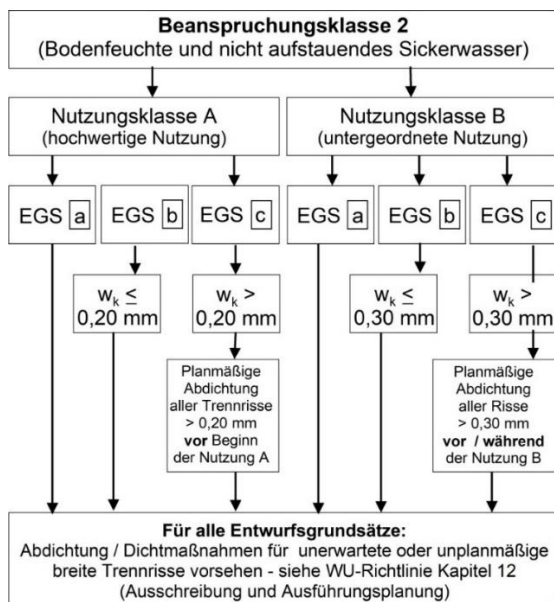 Beanspruchungsklasse 2
(Bodenfeuchte und nicht aufstauendes Sickerwasser)
Nutzungsklasse A
(hochwertige Nutzung)
Nutzungsklasse B
(untergeordnete Nutzung)
EGS a
EGS b
EGS c
EGS a
EGS b
EGS c
wk ≤
0,20 mm
wk >
0,20 mm
wk ≤
0,30 mm
wk >
0,30 mm
Planmäßige
Abdichtung
aller Trennrisse
> 0,20 mm
vor Beginn
der Nutzung A
Planmäßige
Abdichtung
aller Risse
> 0,30 mm
vor / während
der Nutzung B
Für alle Entwurfsgrundsätze:
Abdichtung / Dichtmaßnahmen für unerwartete oder unplanmäßige
breite Trennrisse vorsehen - siehe WU-Richtlinie Kapitel 12
(Ausschreibung und Ausführungsplanung)